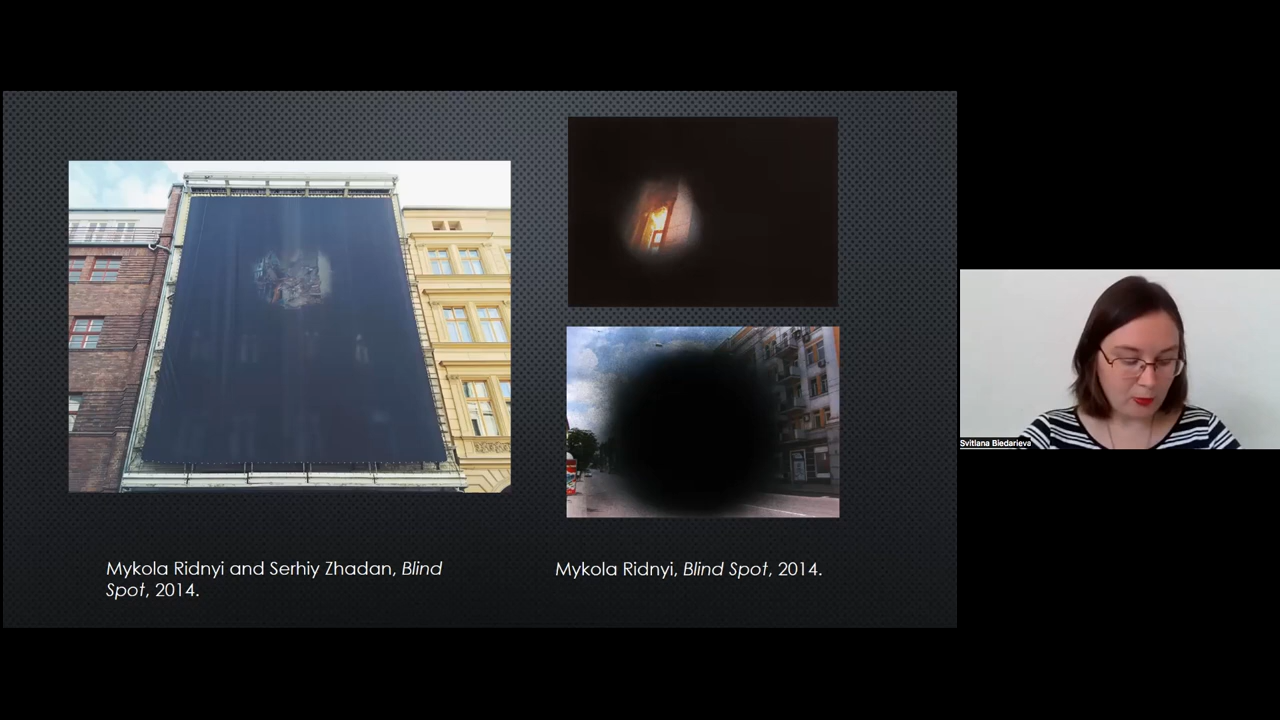 Mykola Ridnyi and Serhiy Zhadan, Blind
Spot, 2014.
Mykola Ridnyi, Blind Spot, 2014.
Svitlana Biedarieva